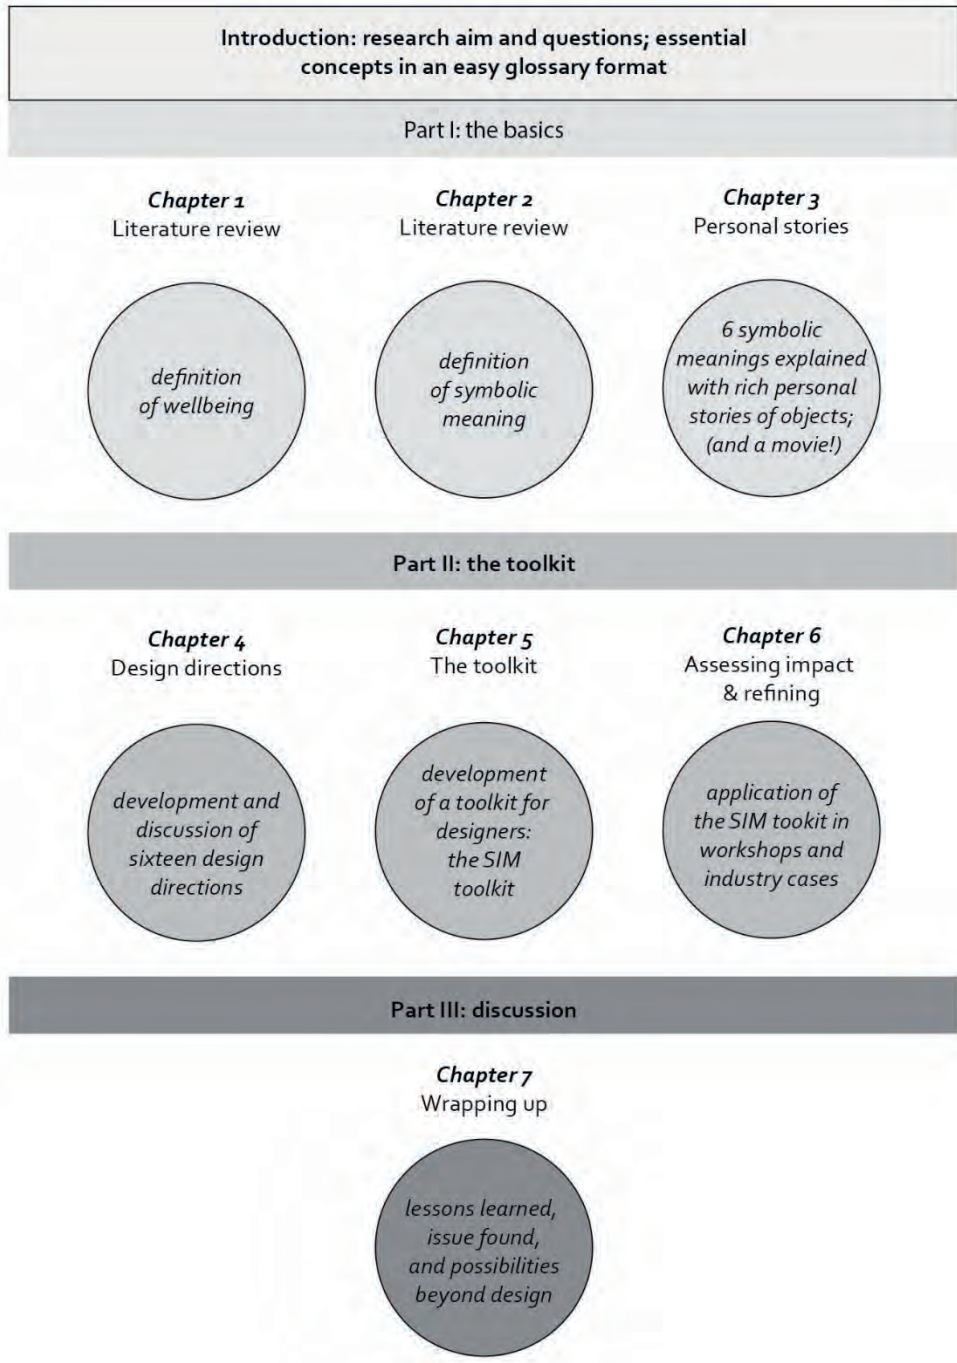 Introduction: research aim and questions; essential
concepts in an easy glossary format
Part I: the basics
Chapter 1
Literature review
definition
of wellbeing
Chapter 2
Literature review
definition
of symbolic
meaning
Chapter 3
Personal stories
6 symbolic
meanings explained
with rich personal
stories of objects;
(and a movie!)
Part II: the toolkit
Chapter 4
Design directions
development and
discussion of
sixteen design
directions
Chapter 5
The toolkit
development
of a toolkit for
designers:
the SIM
toolkit
Chapter 6
Assessing impact
& refining
application of
the SIM tookit in
workshops and
industry cases
Part III: discussion
Chapter 7
Wrapping up
lessons learned,
issue found,
and possibilities
beyond design